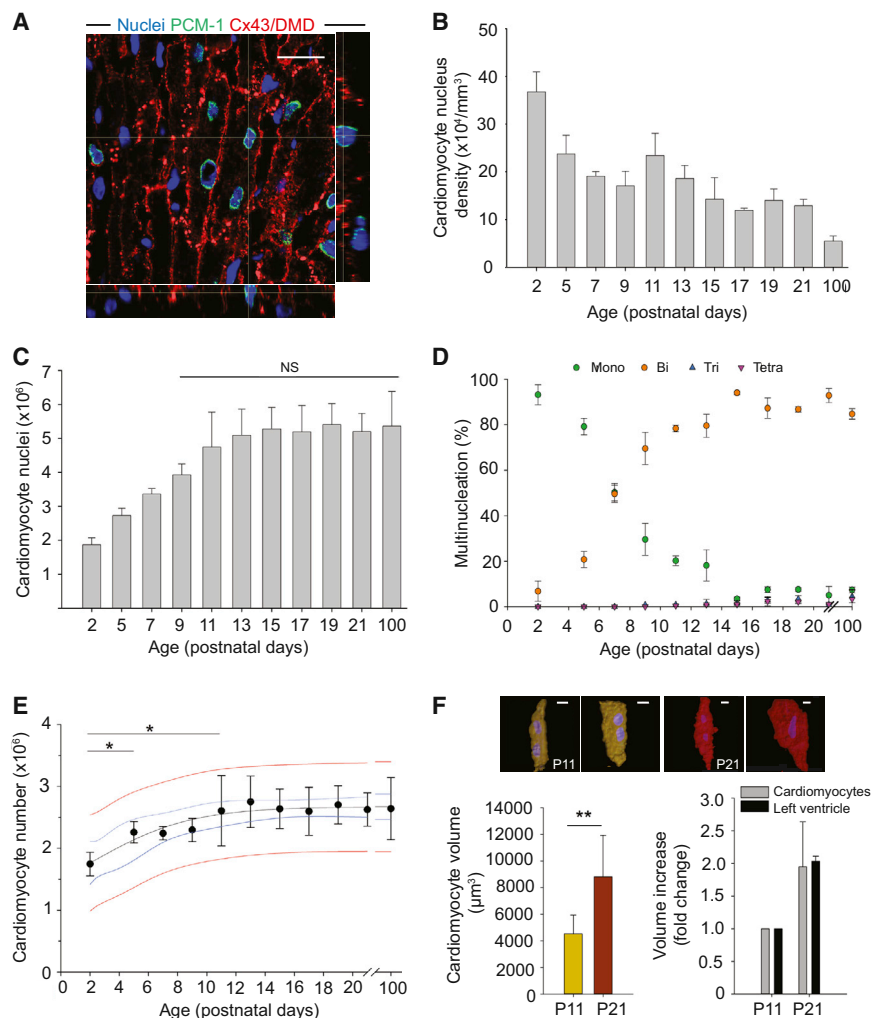 A
Nuclei PCM-1 Cx43/DMD
B
Cardiomyocyte nucleus
density (x10⁴/mm³)
50
40
30
20
10
0
2 5 7 9 11 13 15 17 19 21 100
Age (postnatal days)
C
NS
Cardiomyocyte nuclei (x10⁶)
7
6
5
4
3
2
1
2 5 7 9 11 13 15 17 19 21 100
Age (postnatal days)
D
Mono Bi Tri Tetra
Multinucleation (%)
100
80
60
40
20
0
0 2 4 6 8 10 12 14 16 18 20 100
Age (postnatal days)
E
*
*
Cardiomyocyte number (x10⁶)
4
3
2
1
0
0 2 4 6 8 10 12 14 16 18 20 100
Age (postnatal days)
F
P11 P21
Cardiomyocyte volume
(µm³)
14000
12000
10000
8000
6000
4000
2000
0
**
P11 P21
Cardiomyocytes
Left ventricle
Volume increase
(fold change)
3.0
2.5
2.0
1.5
1.0
0.5
0
P11 P21